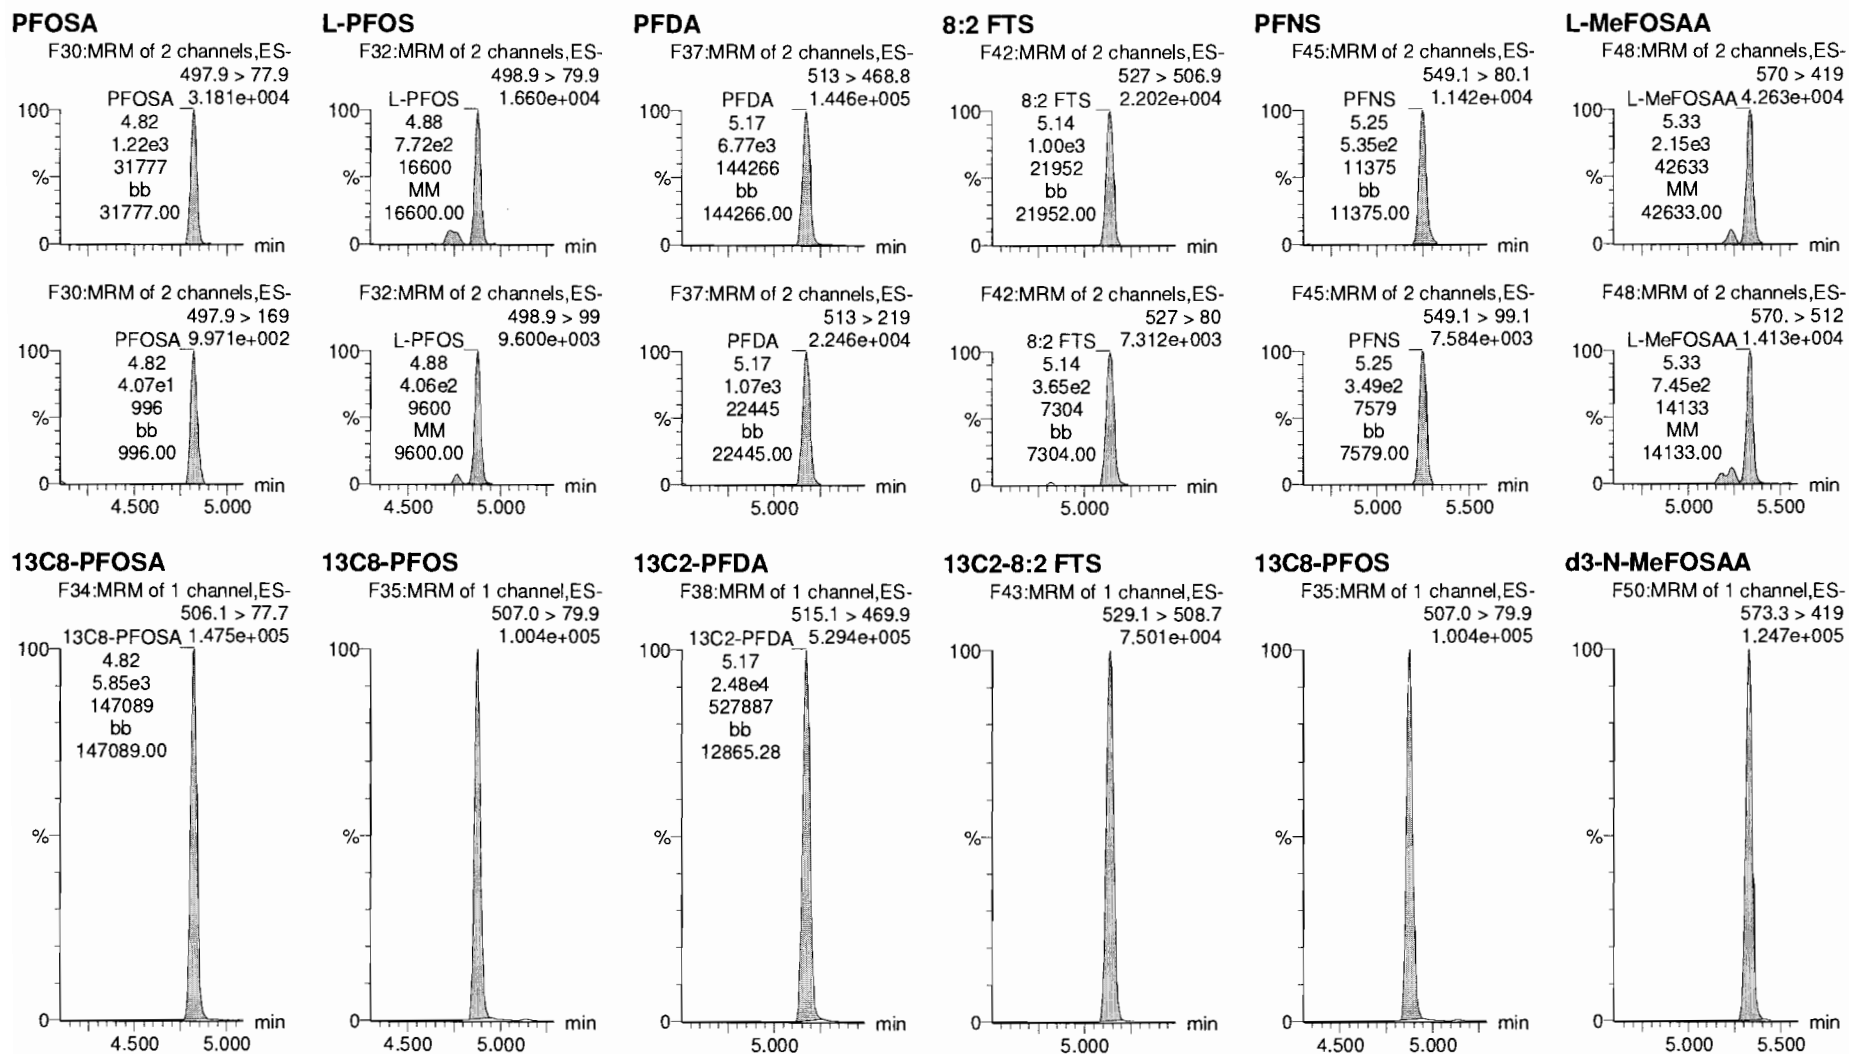 PFOSA
F30:MRM of 2 channels,ES-
497.9 > 77.9
PFOSA 3.181e+004
100
4.82
1.22e3
31777
%
bb
31777.00
0
min
F30:MRM of 2 channels,ES-
497.9 > 169
PFOSA 9.971e+002
100
4.82
4.07e1
996
%
bb
996.00
0
min
4.500 5.000
L-PFOS
F32:MRM of 2 channels,ES-
498.9 > 79.9
L-PFOS 1.660e+004
100
4.88
7.72e2
16600
%
MM
16600.00
0
min
F32:MRM of 2 channels,ES-
498.9 > 99
L-PFOS 9.600e+003
100
4.88
4.06e2
9600
%
MM
9600.00
0
min
4.500 5.000
PFDA
F37:MRM of 2 channels,ES-
513 > 468.8
PFDA 1.446e+005
100
5.17
6.77e3
144266
%
bb
144266.00
0
min
F37:MRM of 2 channels,ES-
513 > 219
PFDA 2.246e+004
100
5.17
1.07e3
22445
%
bb
22445.00
0
min
5.000
8:2 FTS
F42:MRM of 2 channels,ES-
527 > 506.9
8:2 FTS 2.202e+004
100
5.14
1.00e3
21952
%
bb
21952.00
0
min
F42:MRM of 2 channels,ES-
527 > 80
8:2 FTS 7.312e+003
100
5.14
3.65e2
7304
%
bb
7304.00
0
min
5.000
PFNS
F45:MRM of 2 channels,ES-
549.1 > 80.1
PFNS 1.142e+004
100
5.25
5.35e2
11375
%
bb
11375.00
0
min
F45:MRM of 2 channels,ES-
549.1 > 99.1
PFNS 7.584e+003
100
5.25
3.49e2
7579
%
bb
7579.00
0
min
5.000 5.500
L-MeFOSAA
F48:MRM of 2 channels,ES-
570 > 419
L-MeFOSAA 4.263e+004
100
5.33
2.15e3
42633
%
MM
42633.00
0
min
F48:MRM of 2 channels,ES-
570. > 512
L-MeFOSAA 1.413e+004
100
5.33
7.45e2
14133
%
MM
14133.00
0
min
5.000 5.500
13C8-PFOSA
F34:MRM of 1 channel,ES-
506.1 > 77.7
13C8-PFOSA 1.475e+005
100
4.82
5.85e3
147089
bb
147089.00
%
0
min
4.500 5.000
13C8-PFOS
F35:MRM of 1 channel,ES-
507.0 > 79.9
1.004e+005
100
%
0
min
4.500 5.000
13C2-PFDA
F38:MRM of 1 channel,ES-
515.1 > 469.9
13C2-PFDA 5.294e+005
100
5.17
2.48e4
527887
bb
12865.28
%
0
min
5.000
13C2-8:2 FTS
F43:MRM of 1 channel,ES-
529.1 > 508.7
7.501e+004
100
%
0
min
5.000
13C8-PFOS
F35:MRM of 1 channel,ES-
507.0 > 79.9
1.004e+005
100
%
0
min
4.500 5.000
d3-N-MeFOSAA
F50:MRM of 1 channel,ES-
573.3 > 419
1.247e+005
100
%
0
min
5.000 5.500